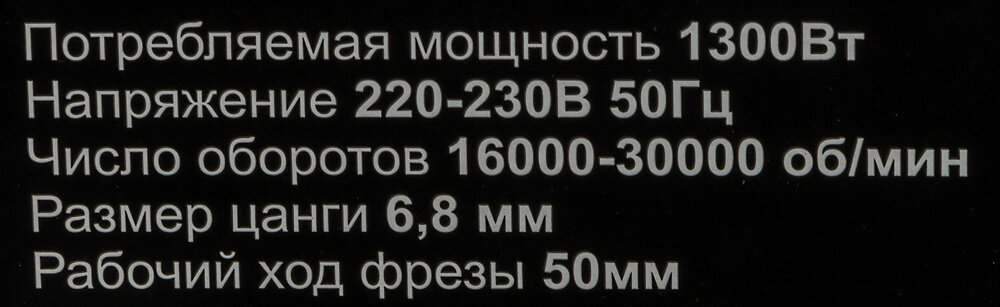 Потребляемая мощность 1300Вт
Напряжение 220-230В 50Гц
Число оборотов 16000-30000 об/мин
Размер цанги 6,8 мм
Рабочий ход фрезы 50мм